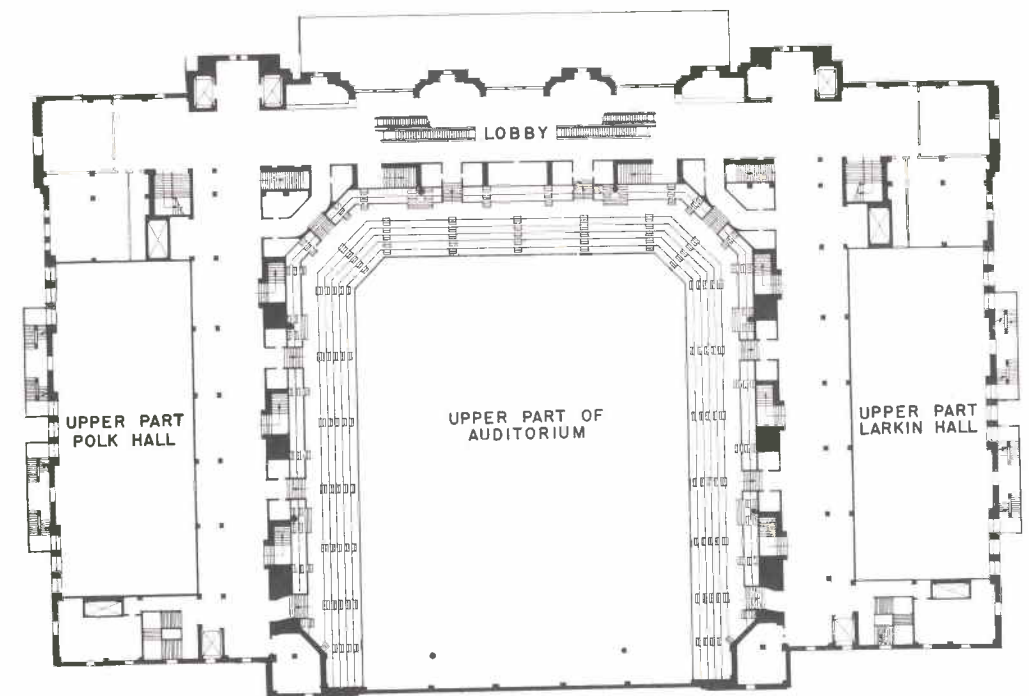 LOBBY
UPPER PART
POLK HALL
UPPER PART OF
AUDITORIUM
UPPER PART
LARKIN HALL